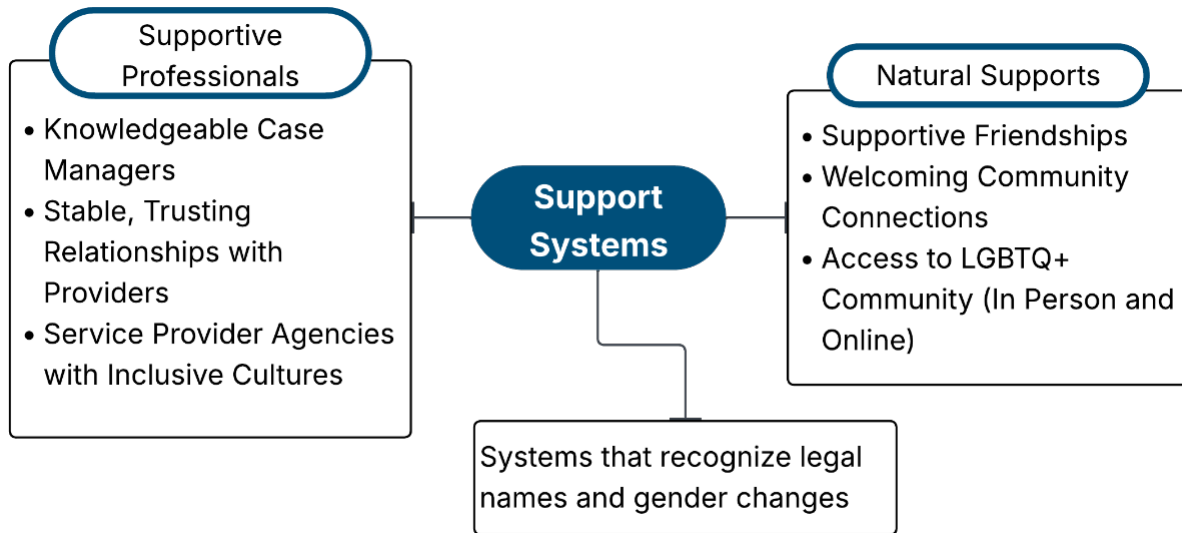 Supportive
Professionals
• Knowledgeable Case
Managers
• Stable, Trusting
Relationships with
Providers
• Service Provider Agencies
with Inclusive Cultures
Support
Systems
Natural Supports
• Supportive Friendships
• Welcoming Community
Connections
• Access to LGBTQ+
Community (In Person and
Online)
Systems that recognize legal
names and gender changes